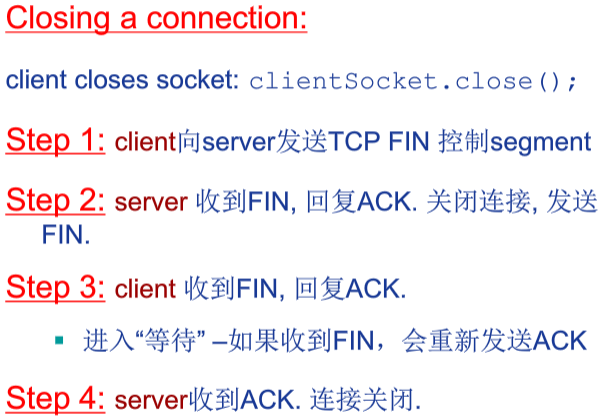 Closing a connection:
client closes socket: clientSocket.close();
Step 1: client向server发送TCP FIN 控制segment
Step 2: server 收到FIN, 回复ACK. 关闭连接, 发送
FIN.
Step 3: client 收到FIN, 回复ACK.
▪ 进入“等待” –如果收到FIN，会重新发送ACK
Step 4: server收到ACK. 连接关闭.